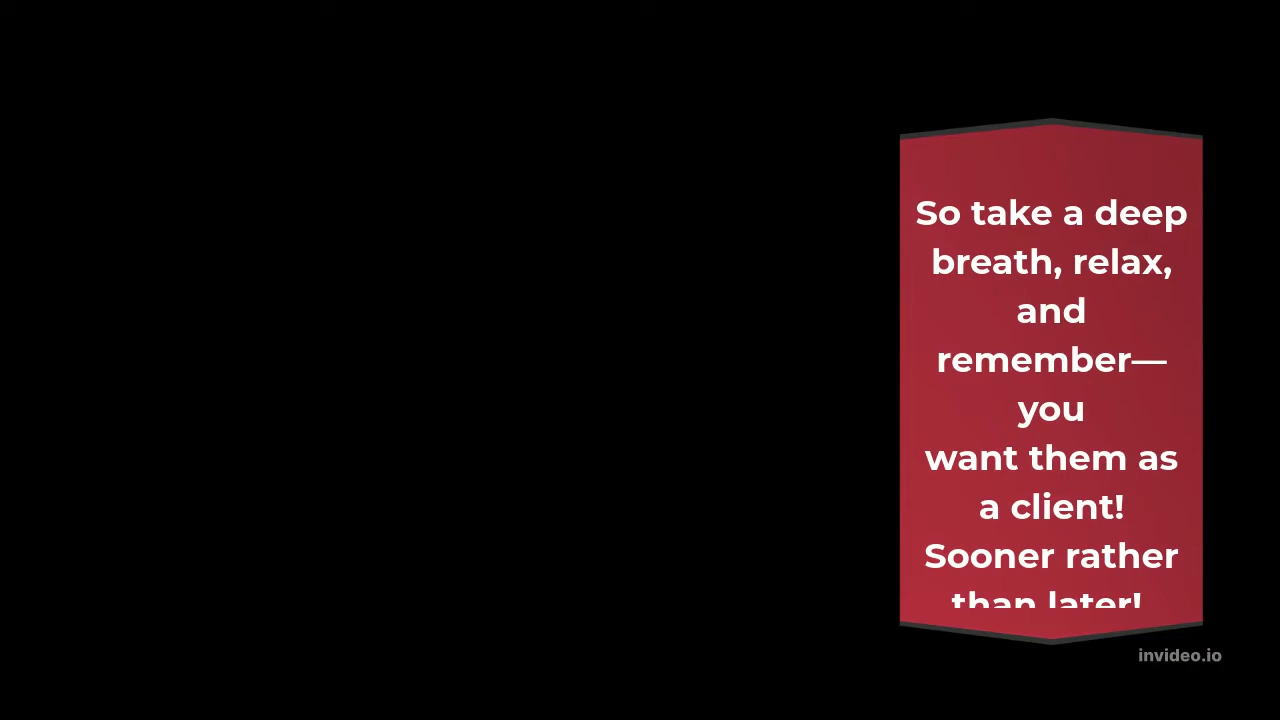 So take a deep
breath, relax,
and
remember—
you
want them as
a client!
Sooner rather
than later!
invideo.io